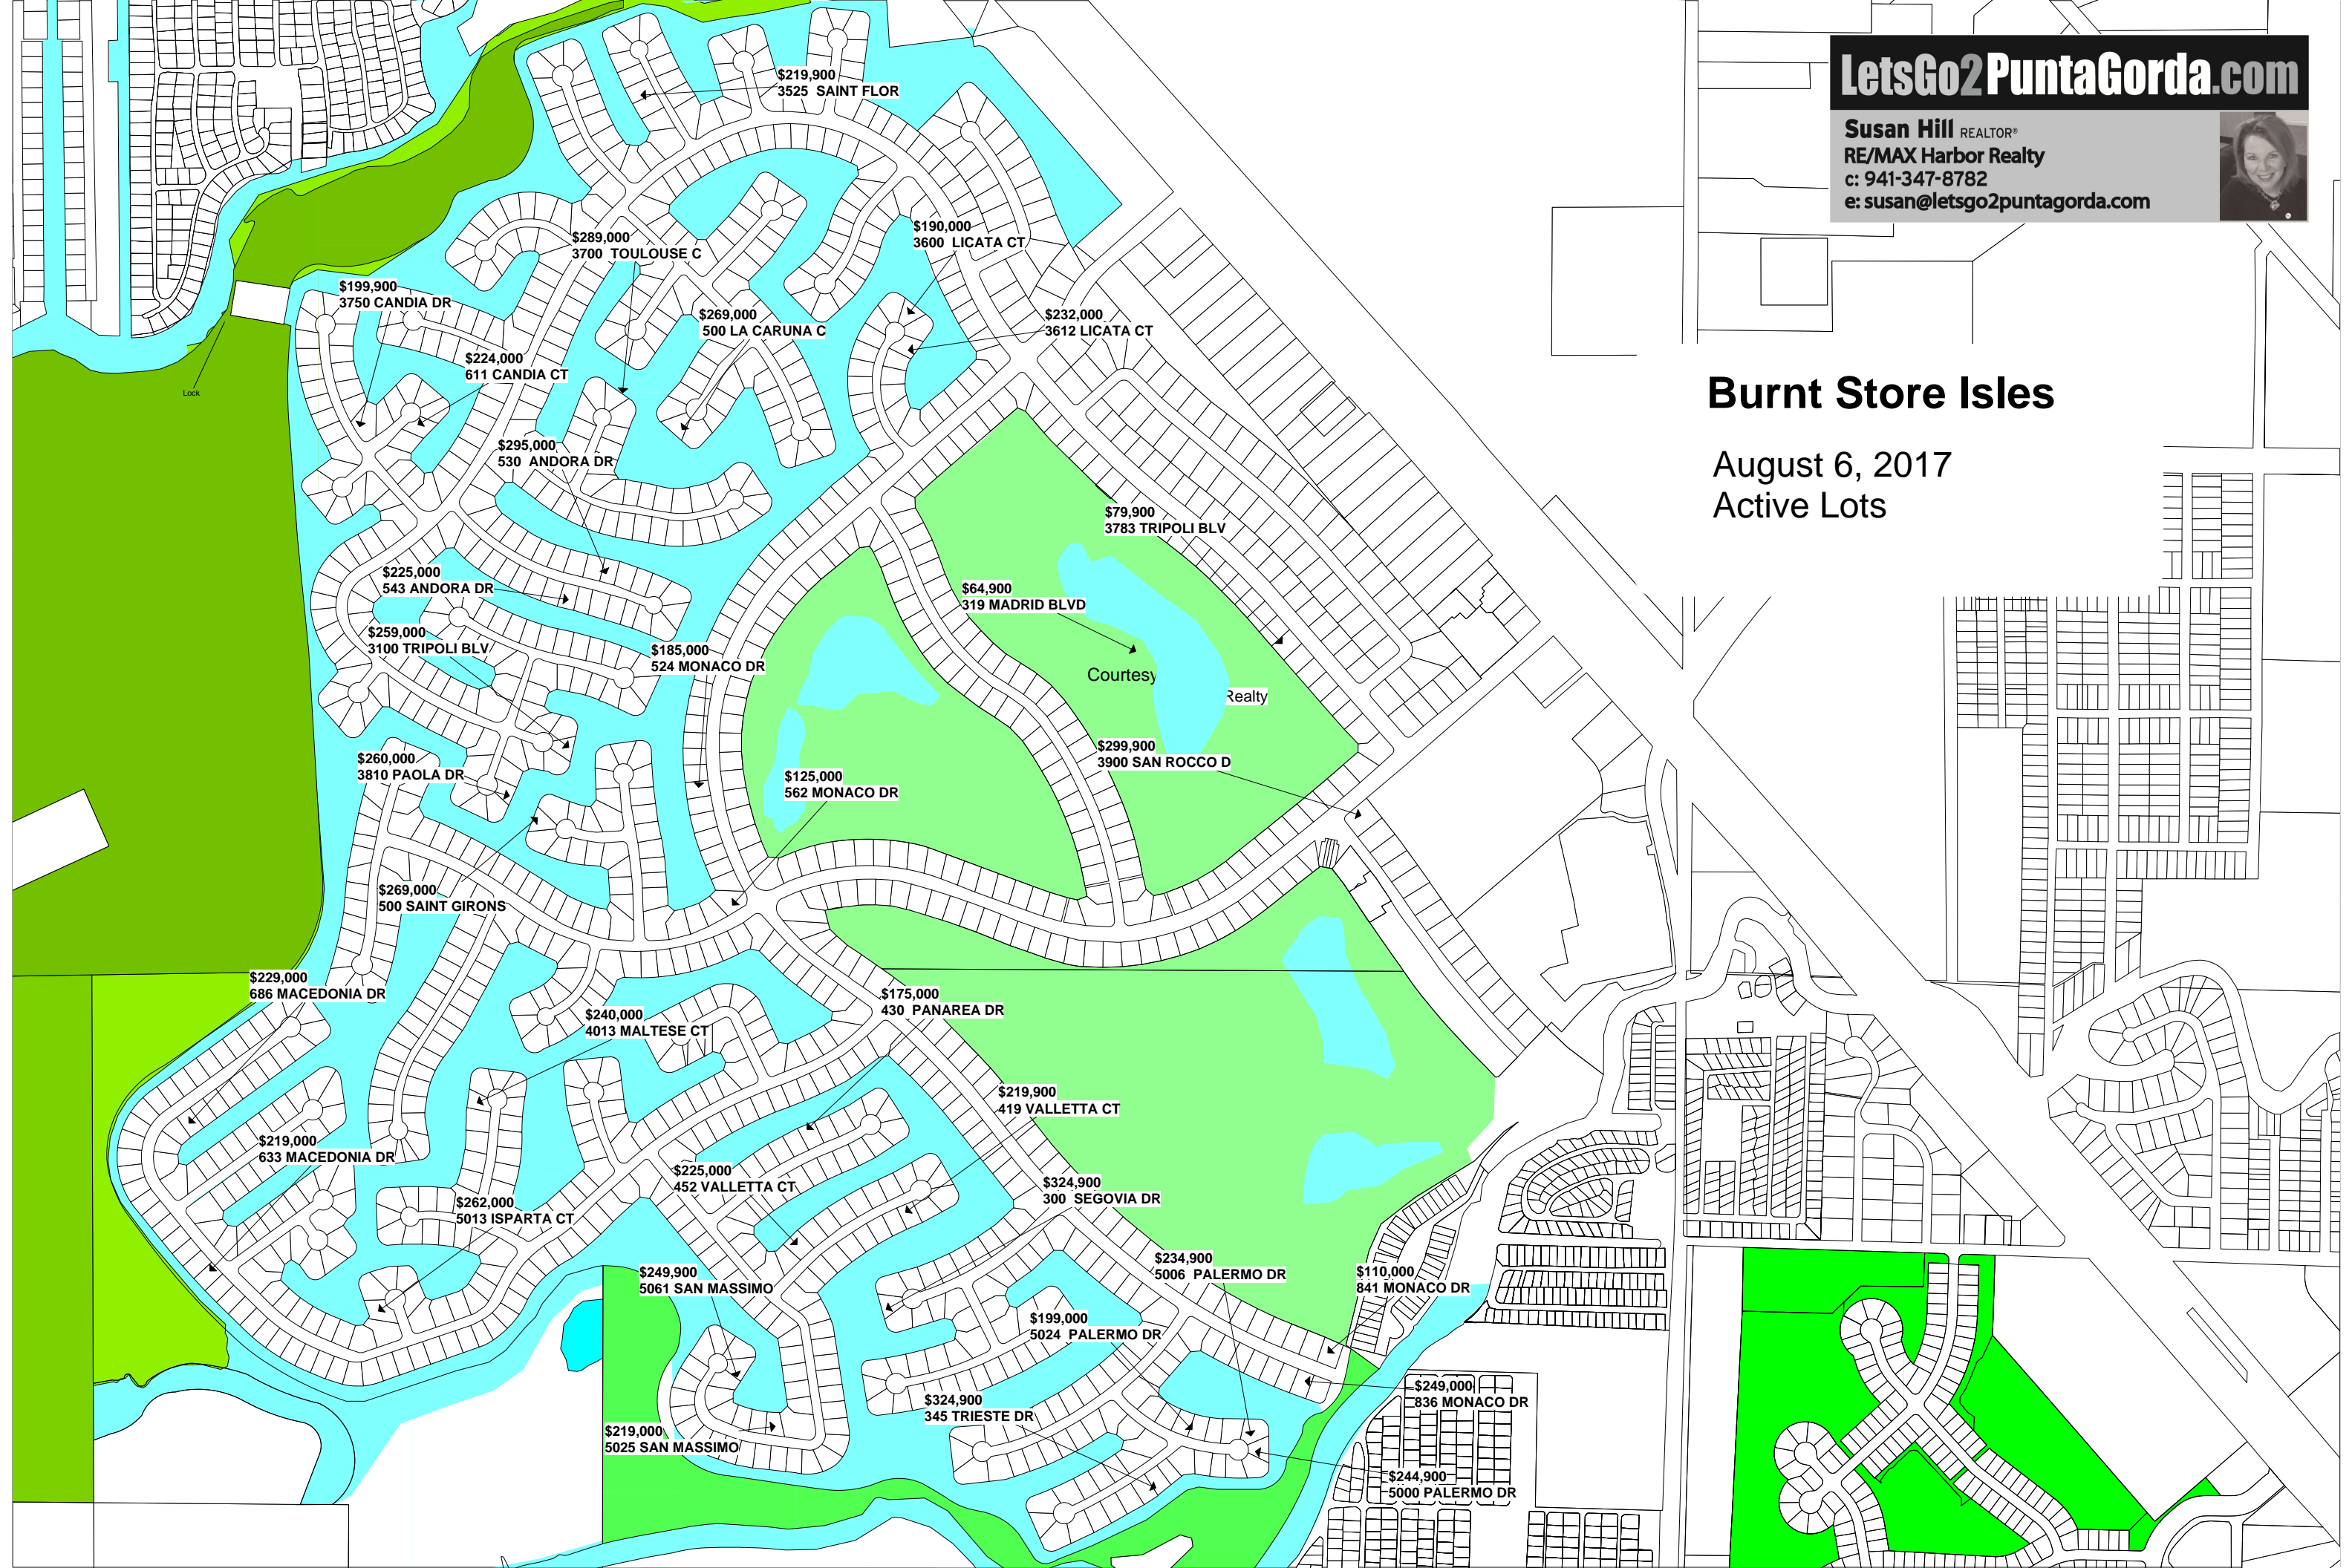 LetsGo2PuntaGorda.com
Susan Hill REALTOR®
RE/MAX Harbor Realty
c: 941-347-8782
e: susan@letsgo2puntagorda.com
Burnt Store Isles
August 6, 2017
Active Lots
$219,900
3525 SAINT FLOR
$190,000
3600 LICATA CT
$289,000
3700 TOULOUSE C
$199,900
3750 CANDIA DR
$269,000
500 LA CARUNA C
$232,000
3612 LICATA CT
$224,000
611 CANDIA CT
Lock
$295,000
530 ANDORA DR
$79,900
3783 TRIPOLI BLV
$225,000
543 ANDORA DR
$64,900
319 MADRID BLVD
$259,000
3100 TRIPOLI BLV
$185,000
524 MONACO DR
Courtesy
Realty
$299,900
3900 SAN ROCCO D
$260,000
3810 PAOLA DR
$125,000
562 MONACO DR
$269,000
500 SAINT GIRONS
$229,000
686 MACEDONIA DR
$175,000
430 PANAREA DR
$240,000
4013 MALTESE CT
$219,900
419 VALLETTA CT
$219,000
633 MACEDONIA DR
$225,000
452 VALLETTA CT
$324,900
300 SEGOVIA DR
$262,000
5013 ISPARTA CT
$234,900
5006 PALERMO DR
$249,900
5061 SAN MASSIMO
$110,000
841 MONACO DR
$199,000
5024 PALERMO DR
$249,000
836 MONACO DR
$324,900
345 TRIESTE DR
$219,000
5025 SAN MASSIMO
$244,900
5000 PALERMO DR